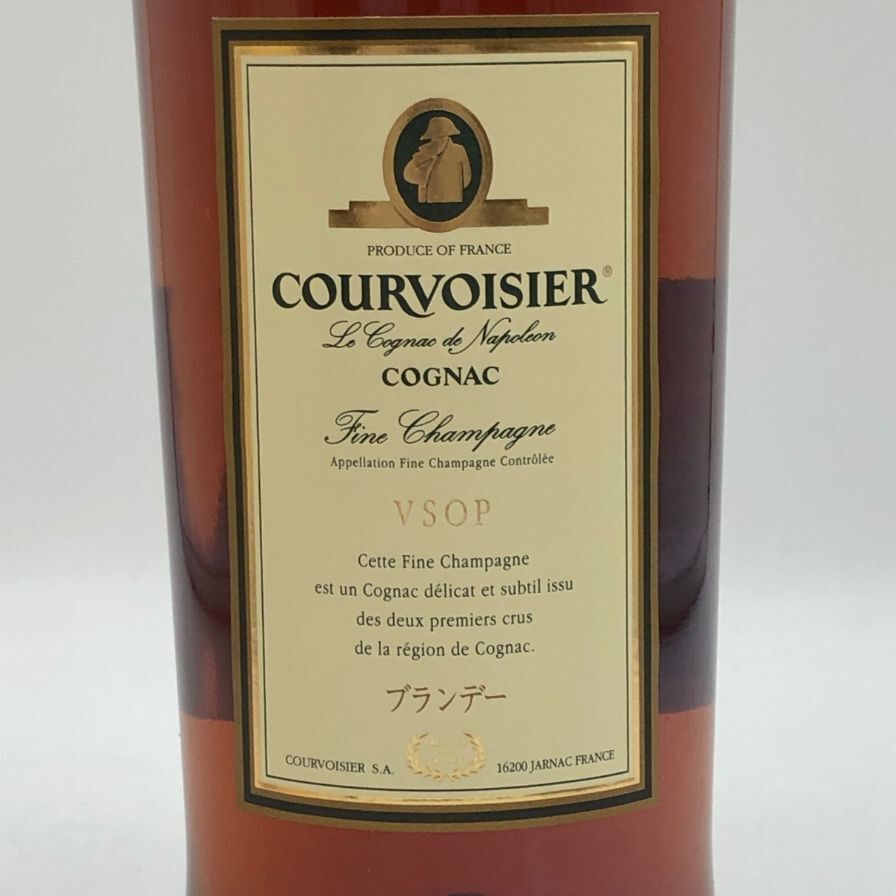 PRODUCE OF FRANCE
COURVOISIER®
Le Cognac de Napoleon
COGNAC
Fine Champagne
Appellation Fine Champagne Contrôlée
VSOP
Cette Fine Champagne
est un Cognac délicat et subtil issu
des deux premiers crus
de la région de Cognac.
ブランデー
COURVOISIER S.A.
16200 JARNAC FRANCE